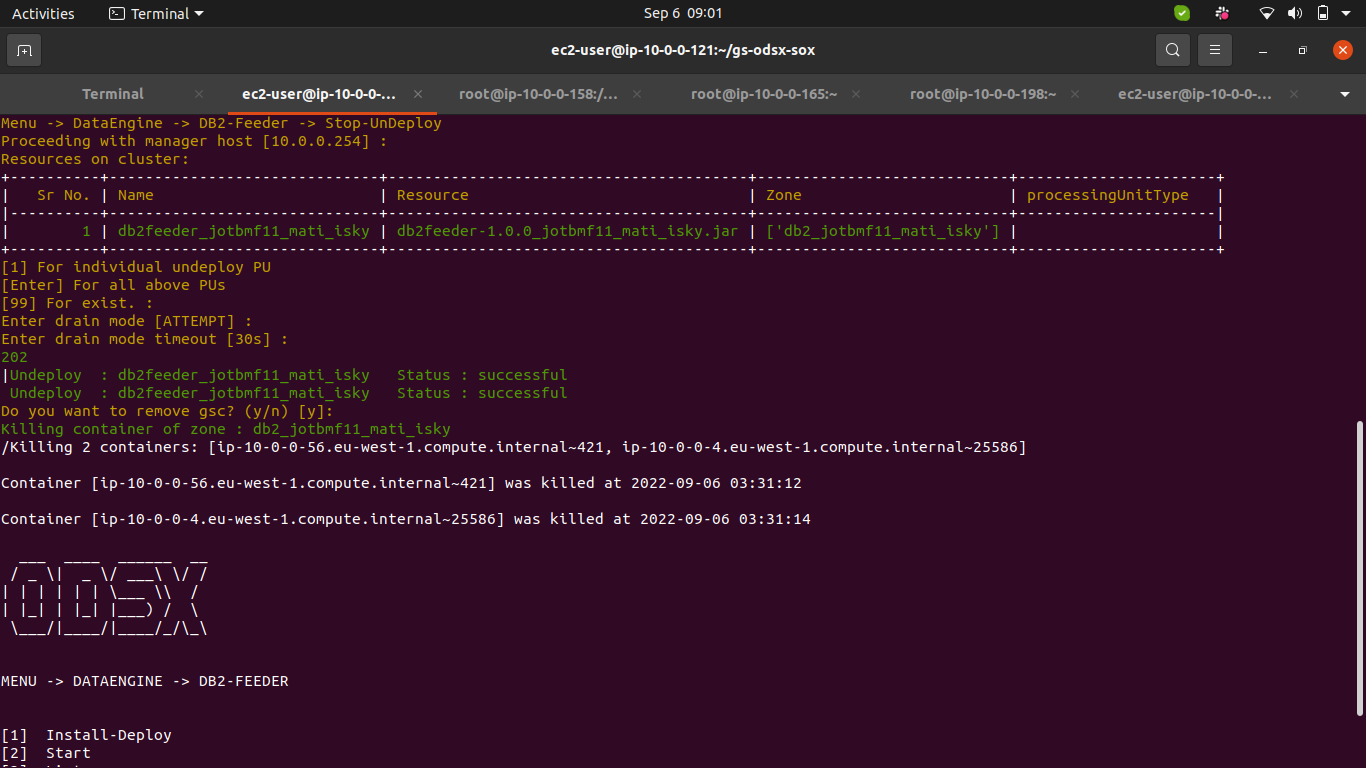 Activities Terminal Sep 6 09:01
ec2-user@ip-10-0-0-121:~/gs-odsx-sox
Terminal ec2-user@ip-10-0-0-... root@ip-10-0-0-158:/... root@ip-10-0-0-165:~ root@ip-10-0-0-198:~ ec2-user@ip-10-0-0-...
Menu -> DataEngine -> DB2-Feeder -> Stop-UnDeploy
Proceeding with manager host [10.0.0.254] :
Resources on cluster:
+----------+------------------------------+----------------------------------------+----------------------------+----------------------+
| Sr No. | Name | Resource | Zone | processingUnitType |
|----------+------------------------------+----------------------------------------+----------------------------+----------------------|
| 1 | db2feeder_jotbmf11_mati_isky | db2feeder-1.0.0_jotbmf11_mati_isky.jar | ['db2_jotbmf11_mati_isky'] | |
+----------+------------------------------+----------------------------------------+----------------------------+----------------------+
[1] For individual undeploy PU
[Enter] For all above PUs
[99] For exist. :
Enter drain mode [ATTEMPT] :
Enter drain mode timeout [30s] :
202
|Undeploy  : db2feeder_jotbmf11_mati_isky   Status : successful
 Undeploy  : db2feeder_jotbmf11_mati_isky   Status : successful
Do you want to remove gsc? (y/n) [y]:
Killing container of zone : db2_jotbmf11_mati_isky
/Killing 2 containers: [ip-10-0-0-56.eu-west-1.compute.internal~421, ip-10-0-0-4.eu-west-1.compute.internal~25586]
Container [ip-10-0-0-56.eu-west-1.compute.internal~421] was killed at 2022-09-06 03:31:12
Container [ip-10-0-0-4.eu-west-1.compute.internal~25586] was killed at 2022-09-06 03:31:14
ODSX
MENU -> DATAENGINE -> DB2-FEEDER
[1]  Install-Deploy
[2]  Start